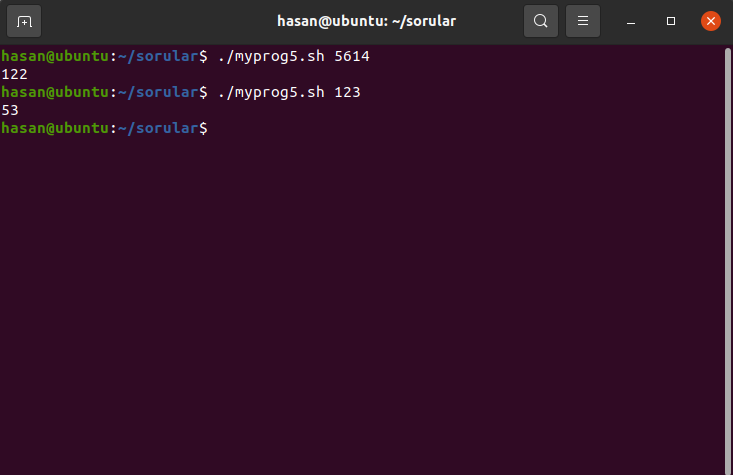 hasan@ubuntu: ~/sorular
hasan@ubuntu:~/sorular$ ./myprog5.sh 5614
122
hasan@ubuntu:~/sorular$ ./myprog5.sh 123
53
hasan@ubuntu:~/sorular$